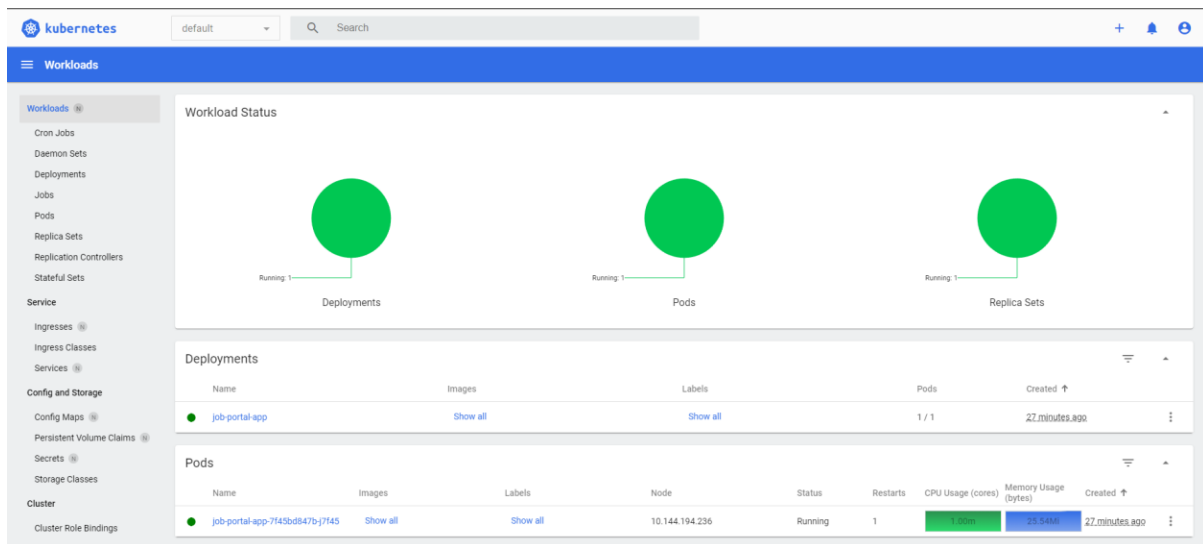 kubernetes
default
Search
Workloads
Workloads N
Cron Jobs
Daemon Sets
Deployments
Jobs
Pods
Replica Sets
Replication Controllers
Stateful Sets
Service
Ingresses N
Ingress Classes
Services N
Config and Storage
Config Maps N
Persistent Volume Claims N
Secrets N
Storage Classes
Cluster
Cluster Role Bindings
Workload Status
Running: 1
Deployments
Running: 1
Pods
Running: 1
Replica Sets
Deployments
Name Images Labels Pods Created
job-portal-app Show all Show all 1 / 1 27 minutes ago
Pods
Name Images Labels Node Status Restarts CPU Usage (cores) Memory Usage (bytes) Created
job-portal-app-7f45bd847b-j7f45 Show all Show all 10.144.194.236 Running 1 1.00m 25.54Mi 27 minutes ago